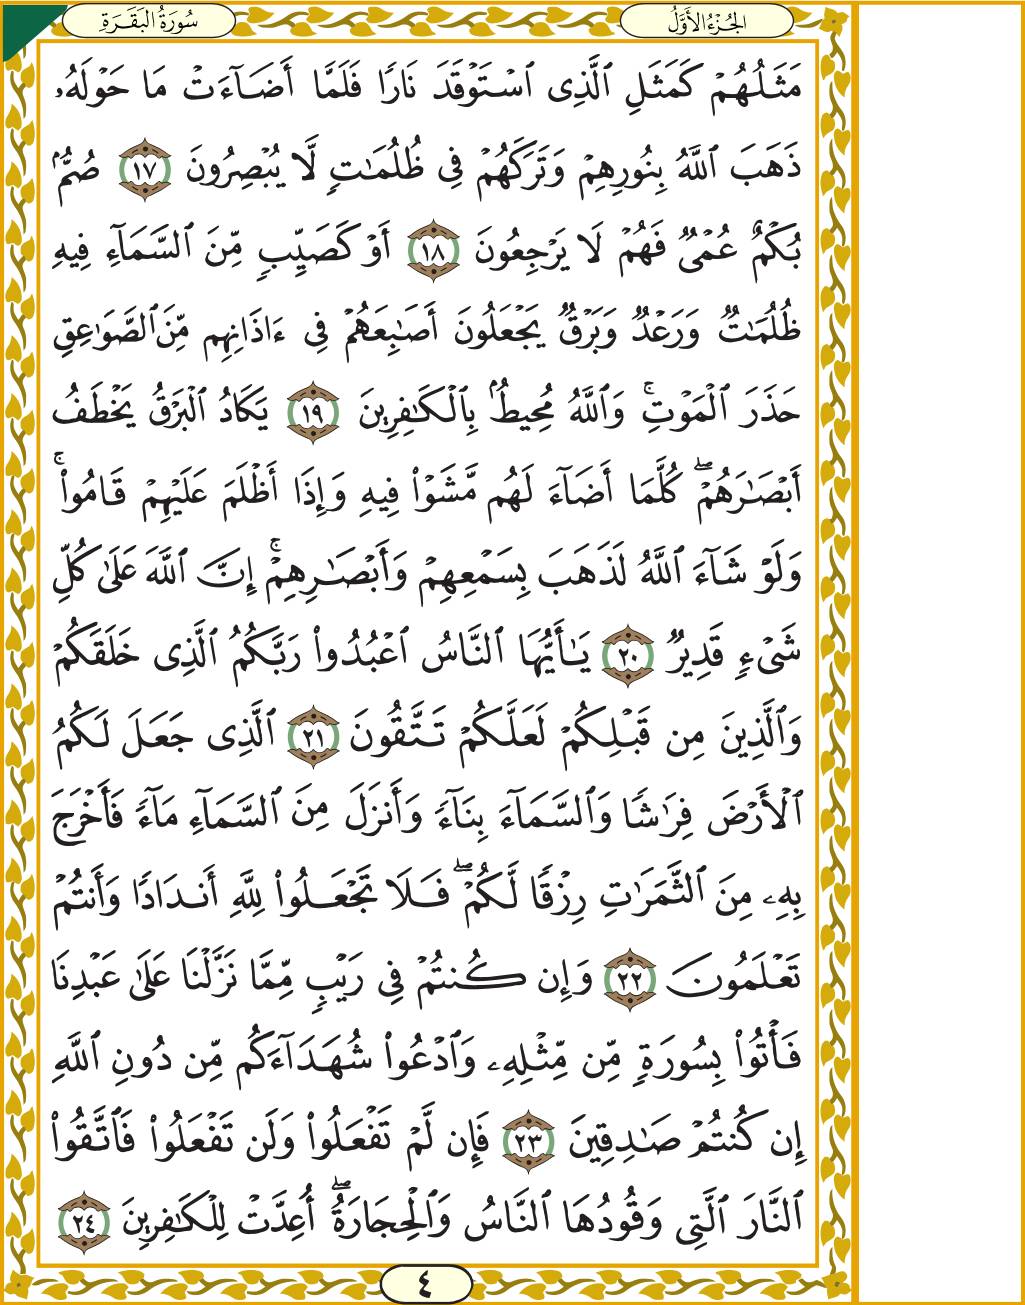 سُورَةُ البَقَرَةِ
الجُزْءُ الأَوَّلُ
مَثَلُهُمْ كَمَثَلِ ٱلَّذِى ٱسْتَوْقَدَ نَارًا فَلَمَّآ أَضَآءَتْ مَا حَوْلَهُۥ
ذَهَبَ ٱللَّهُ بِنُورِهِمْ وَتَرَكَهُمْ فِى ظُلُمَـٰتٍ لَّا يُبْصِرُونَ ١٧ صُمٌّۢ
بُكْمٌ عُمْىٌ فَهُمْ لَا يَرْجِعُونَ ١٨ أَوْ كَصَيِّبٍ مِّنَ ٱلسَّمَآءِ فِيهِ
ظُلُمَـٰتٌ وَرَعْدٌ وَبَرْقٌ يَجْعَلُونَ أَصَـٰبِعَهُمْ فِىٓ ءَاذَانِهِم مِّنَ ٱلصَّوَٰعِقِ
حَذَرَ ٱلْمَوْتِ ۚ وَٱللَّهُ مُحِيطٌۢ بِٱلْكَـٰفِرِينَ ١٩ يَكَادُ ٱلْبَرْقُ يَخْطَفُ
أَبْصَـٰرَهُمْ ۖ كُلَّمَآ أَضَآءَ لَهُم مَّشَوْا۟ فِيهِ وَإِذَآ أَظْلَمَ عَلَيْهِمْ قَامُوا۟ ۚ
وَلَوْ شَآءَ ٱللَّهُ لَذَهَبَ بِسَمْعِهِمْ وَأَبْصَـٰرِهِمْ ۚ إِنَّ ٱللَّهَ عَلَىٰ كُلِّ
شَىْءٍ قَدِيرٌ ٢٠ يَـٰٓأَيُّهَا ٱلنَّاسُ ٱعْبُدُوا۟ رَبَّكُمُ ٱلَّذِى خَلَقَكُمْ
وَٱلَّذِينَ مِن قَبْلِكُمْ لَعَلَّكُمْ تَتَّقُونَ ٢١ ٱلَّذِى جَعَلَ لَكُمُ
ٱلْأَرْضَ فِرَٰشًا وَٱلسَّمَآءَ بِنَآءً وَأَنزَلَ مِنَ ٱلسَّمَآءِ مَآءً فَأَخْرَجَ
بِهِۦ مِنَ ٱلثَّمَرَٰتِ رِزْقًا لَّكُمْ ۖ فَلَا تَجْعَلُوا۟ لِلَّهِ أَندَادًا وَأَنتُمْ
تَعْلَمُونَ ٢٢ وَإِن كُنتُمْ فِى رَيْبٍ مِّمَّا نَزَّلْنَا عَلَىٰ عَبْدِنَا
فَأْتُوا۟ بِسُورَةٍ مِّن مِّثْلِهِۦ وَٱدْعُوا۟ شُهَدَآءَكُم مِّن دُونِ ٱللَّهِ
إِن كُنتُمْ صَـٰدِقِينَ ٢٣ فَإِن لَّمْ تَفْعَلُوا۟ وَلَن تَفْعَلُوا۟ فَٱتَّقُوا۟
ٱلنَّارَ ٱلَّتِى وَقُودُهَا ٱلنَّاسُ وَٱلْحِجَارَةُ ۖ أُعِدَّتْ لِلْكَـٰفِرِينَ ٢٤
٤